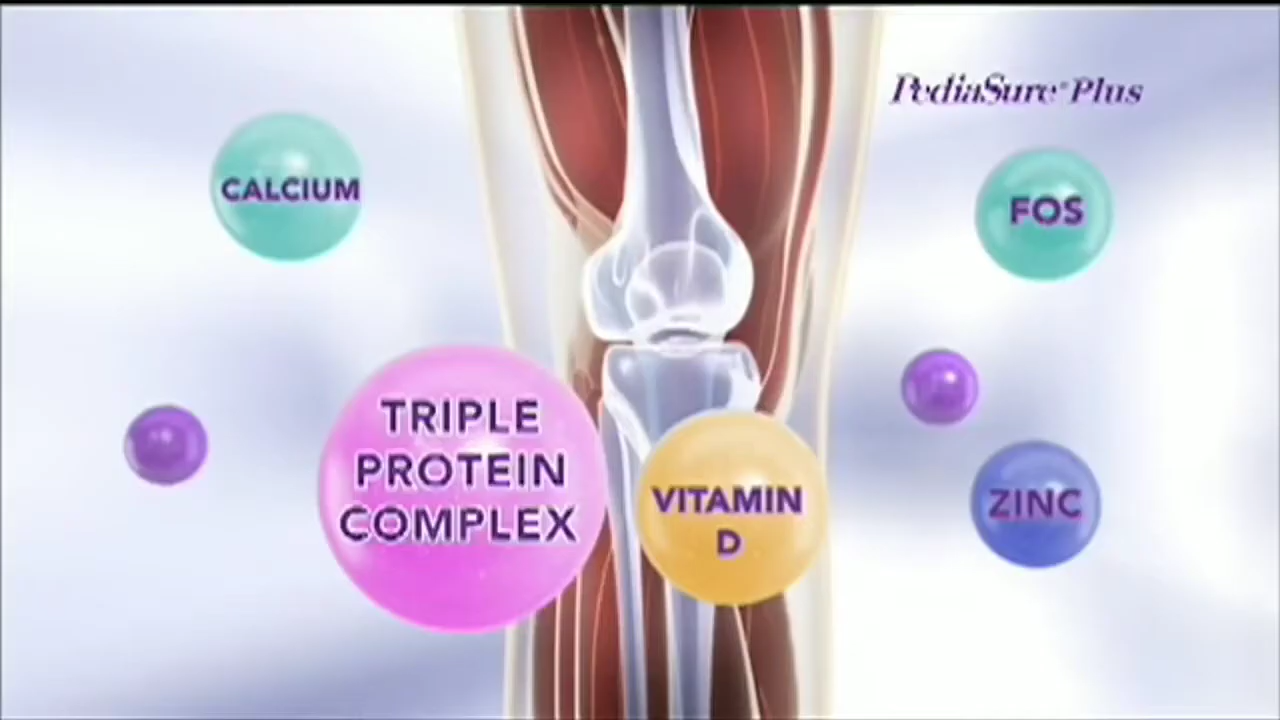 PediaSure® Plus
CALCIUM
FOS
TRIPLE
PROTEIN
COMPLEX
VITAMIN
D
ZINC